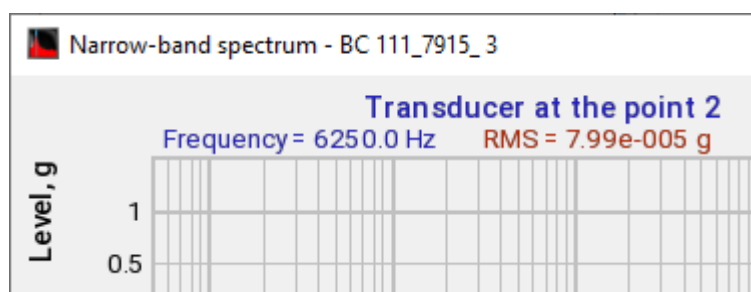 Narrow-band spectrum - BC 111_7915_ 3
Transducer at the point 2
Frequency = 6250.0 Hz RMS = 7.99e-005 g
Level, g
1
0.5